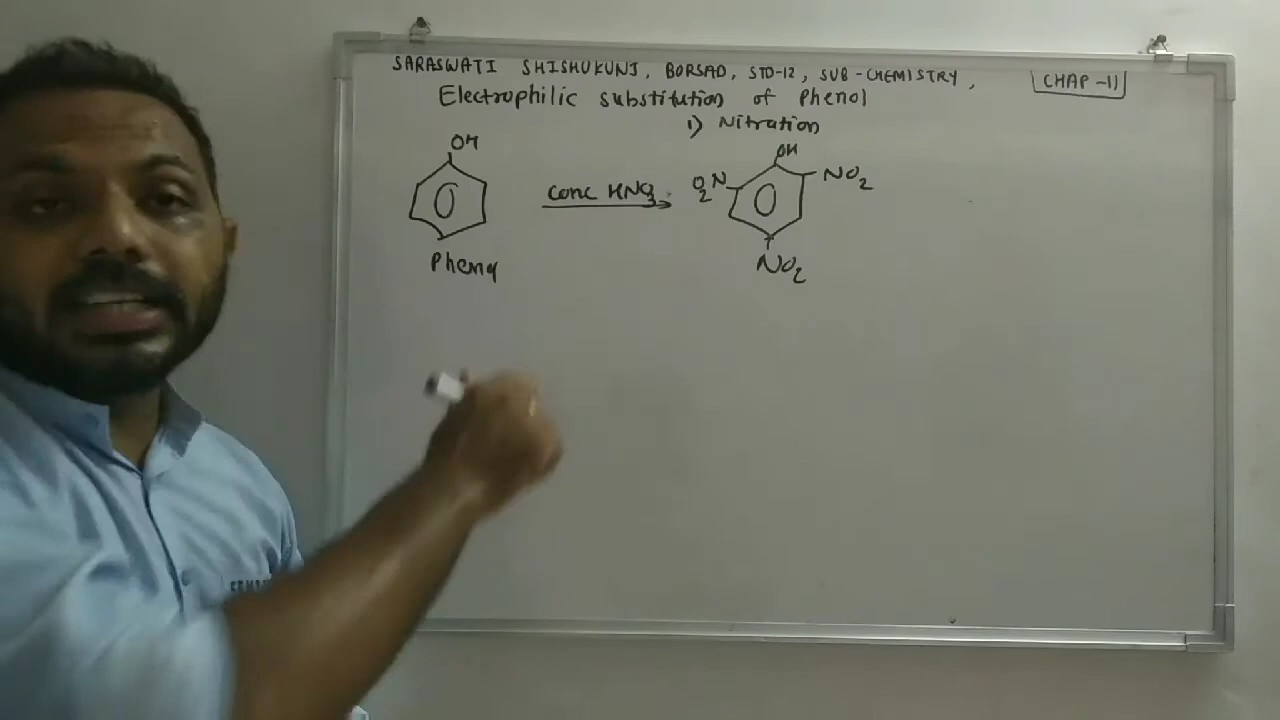 SARASWATI SHISHUKUNJ, BORSAD, STD-12, SUB-CHEMISTRY, CHAP-11
Electrophilic substitution of Phenol
1) Nitration
OH
OH
conc HNO3
O2N
NO2
Phenol
NO2